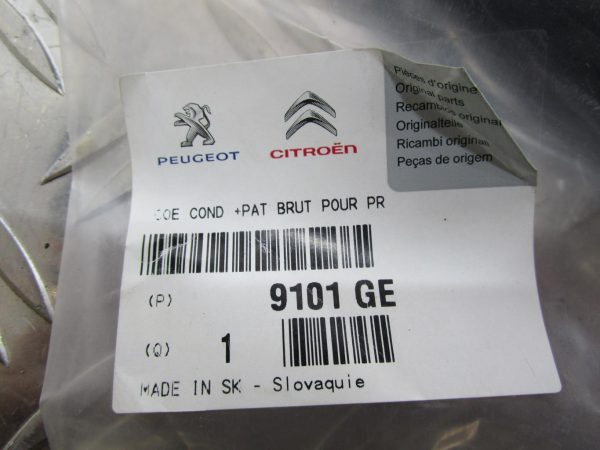 Pièces d'origine
Original parts
Recambios original
Originalteile
Ricambi original
Peças de origem
PEUGEOT
CITROËN
COE COND +PAT BRUT POUR PR
(P) 9101 GE
(Q) 1
MADE IN SK - Slovaquie